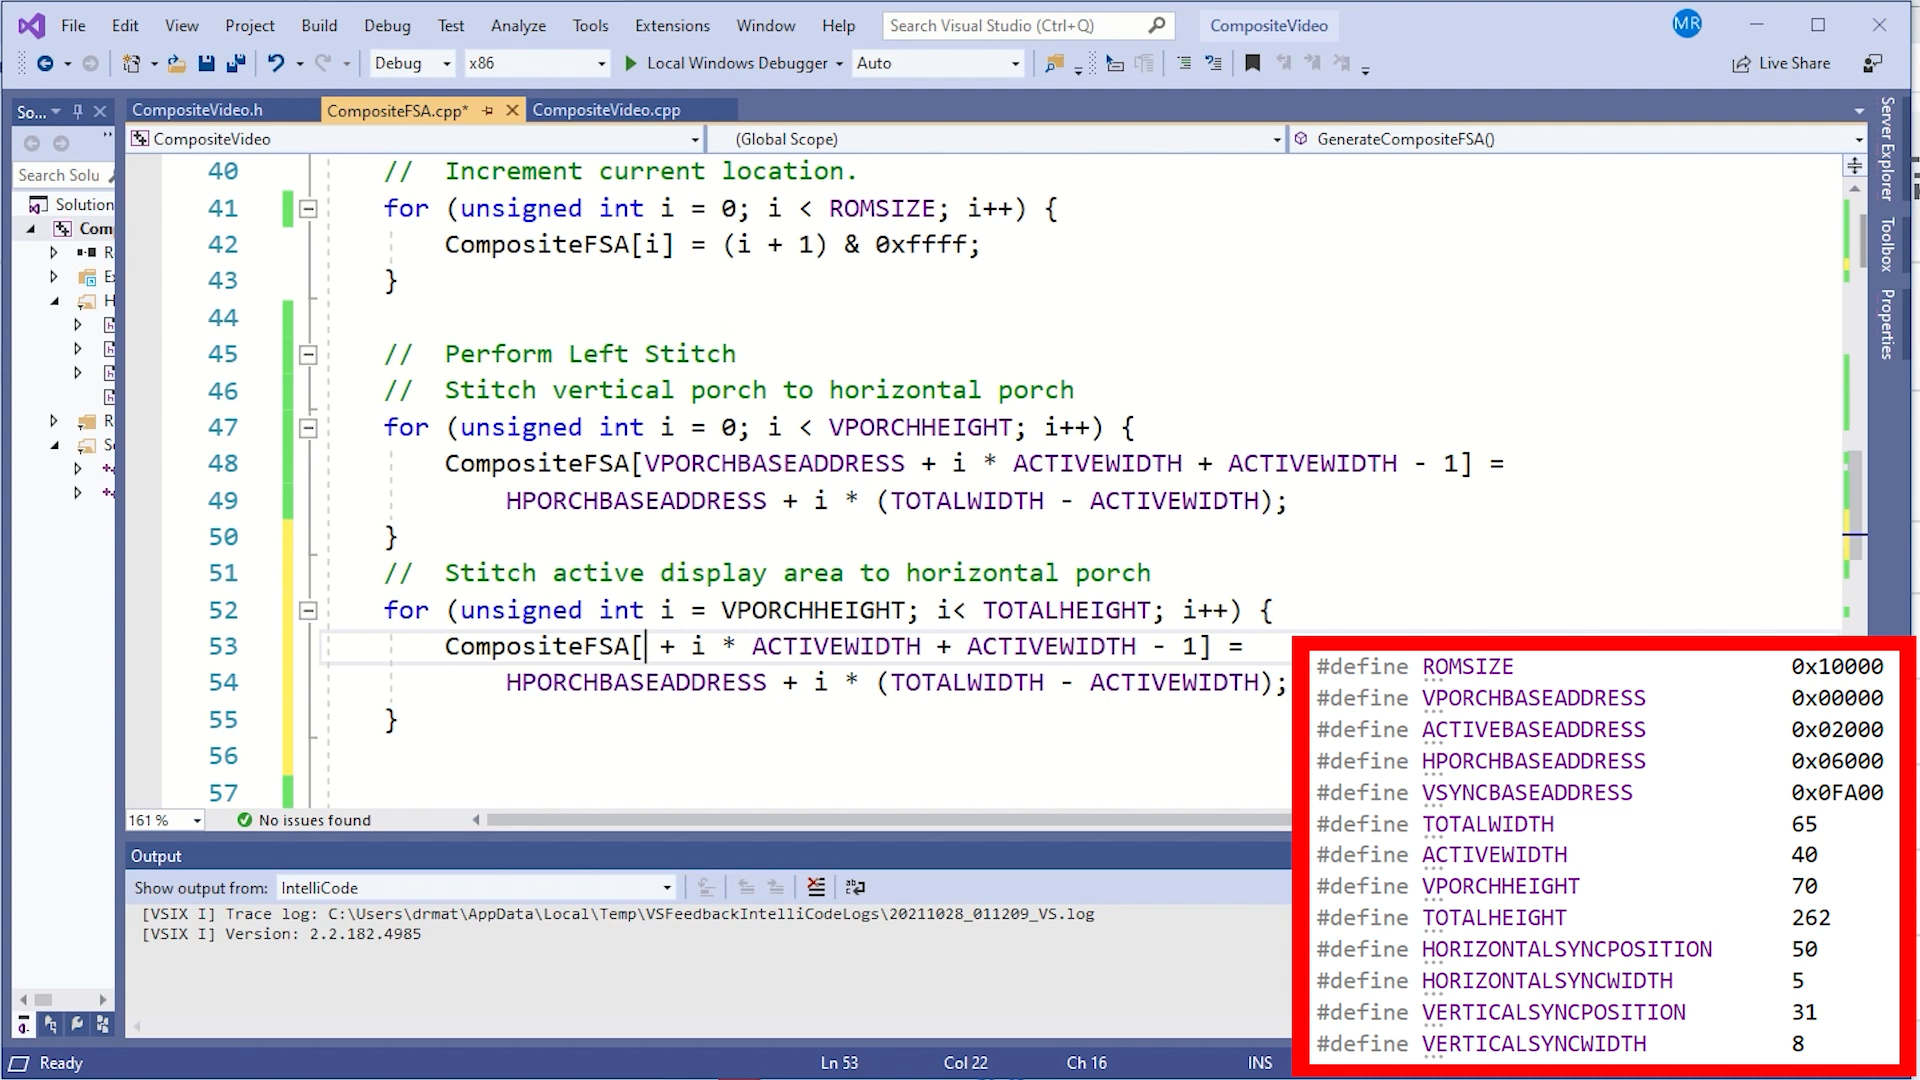 File Edit View Project Build Debug Test Analyze Tools Extensions Window Help Search Visual Studio (Ctrl+Q) CompositeVideo MR
Debug x86 Local Windows Debugger Auto Live Share
So... CompositeVideo.h CompositeFSA.cpp* CompositeVideo.cpp
CompositeVideo (Global Scope) GenerateCompositeFSA()
Search Solu
Solution
Com
R
Ex
H
R
So
Server Explorer
Toolbox
Properties
40 // Increment current location.
41 for (unsigned int i = 0; i < ROMSIZE; i++) {
42 CompositeFSA[i] = (i + 1) & 0xffff;
43 }
44
45 // Perform Left Stitch
46 // Stitch vertical porch to horizontal porch
47 for (unsigned int i = 0; i < VPORCHHEIGHT; i++) {
48 CompositeFSA[VPORCHBASEADDRESS + i * ACTIVEWIDTH + ACTIVEWIDTH - 1] =
49 HPORCHBASEADDRESS + i * (TOTALWIDTH - ACTIVEWIDTH);
50 }
51 // Stitch active display area to horizontal porch
52 for (unsigned int i = VPORCHHEIGHT; i< TOTALHEIGHT; i++) {
53 CompositeFSA[ + i * ACTIVEWIDTH + ACTIVEWIDTH - 1] =
54 HPORCHBASEADDRESS + i * (TOTALWIDTH - ACTIVEWIDTH);
55 }
56
57
161 % No issues found
Output
Show output from: IntelliCode
[VSIX I] Trace log: C:\Users\drmat\AppData\Local\Temp\VSFeedbackIntelliCodeLogs\20211028_011209_VS.log
[VSIX I] Version: 2.2.182.4985
Ready Ln 53 Col 22 Ch 16 INS
#define ROMSIZE 0x10000
#define VPORCHBASEADDRESS 0x00000
#define ACTIVEBASEADDRESS 0x02000
#define HPORCHBASEADDRESS 0x06000
#define VSYNCBASEADDRESS 0x0FA00
#define TOTALWIDTH 65
#define ACTIVEWIDTH 40
#define VPORCHHEIGHT 70
#define TOTALHEIGHT 262
#define HORIZONTALSYNCPOSITION 50
#define HORIZONTALSYNCWIDTH 5
#define VERTICALSYNCPOSITION 31
#define VERTICALSYNCWIDTH 8